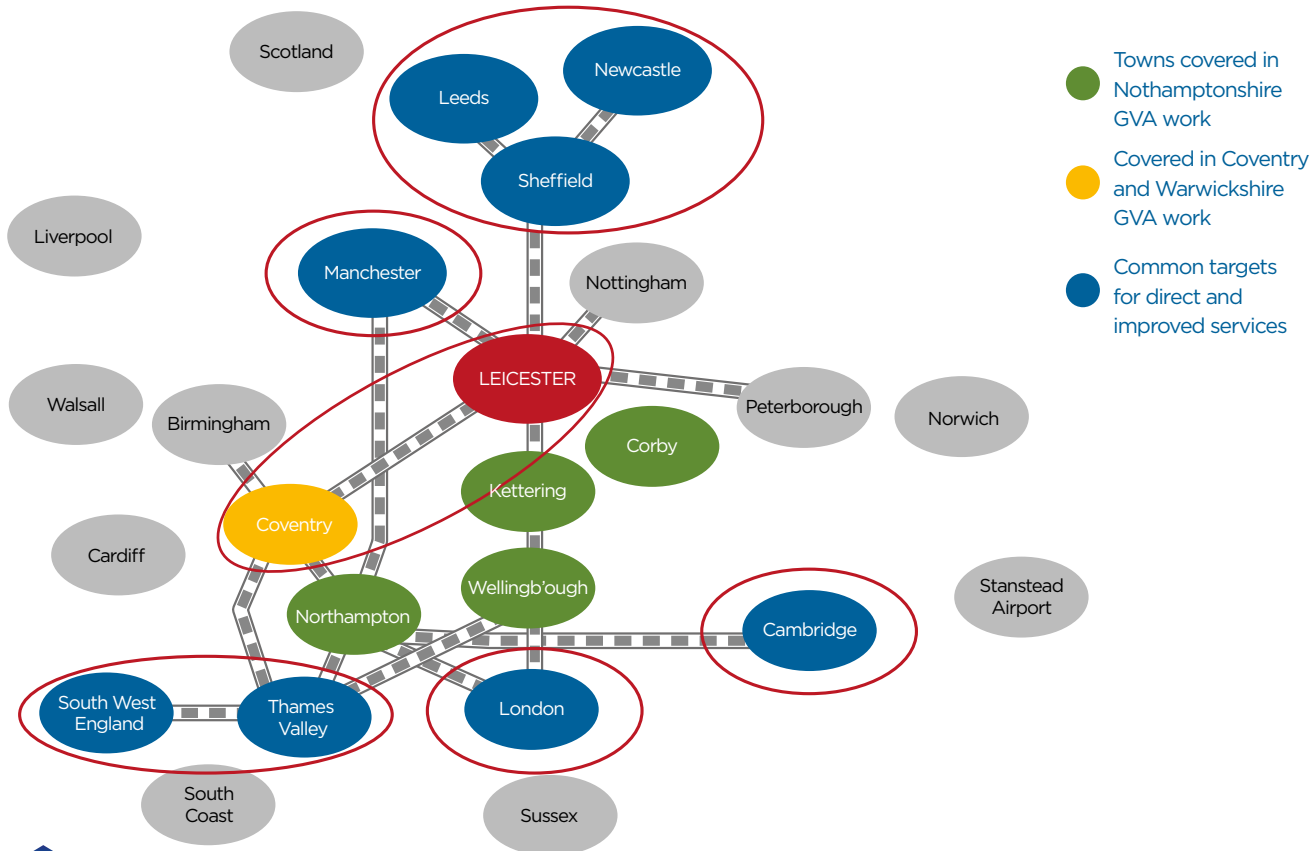 Scotland
Newcastle
Leeds
Sheffield
Liverpool
Manchester
Nottingham
LEICESTER
Walsall
Birmingham
Peterborough
Norwich
Corby
Kettering
Coventry
Cardiff
Wellingb'ough
Northampton
Stanstead
Airport
Cambridge
South West
England
Thames
Valley
London
South
Coast
Sussex
Towns covered in
Nothamptonshire
GVA work
Covered in Coventry
and Warwickshire
GVA work
Common targets
for direct and
improved services